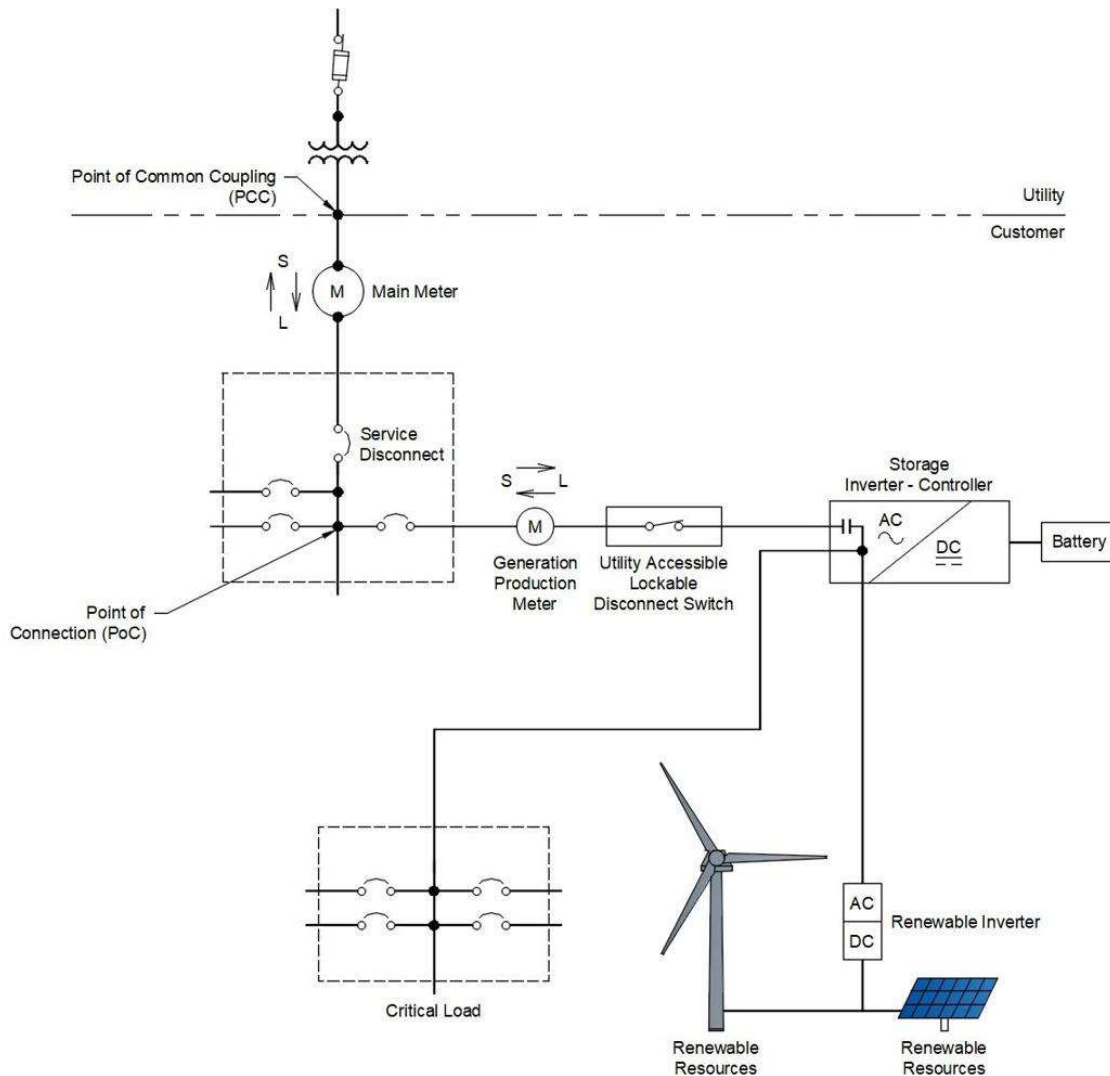 Point of Common Coupling
(PCC)
Utility
Customer
S
L
M
Main Meter
Service
Disconnect
S
L
M
Generation
Production
Meter
Utility Accessible
Lockable
Disconnect Switch
Storage
Inverter - Controller
AC
DC
Battery
Point of
Connection (PoC)
Critical Load
AC
DC
Renewable Inverter
Renewable
Resources
Renewable
Resources